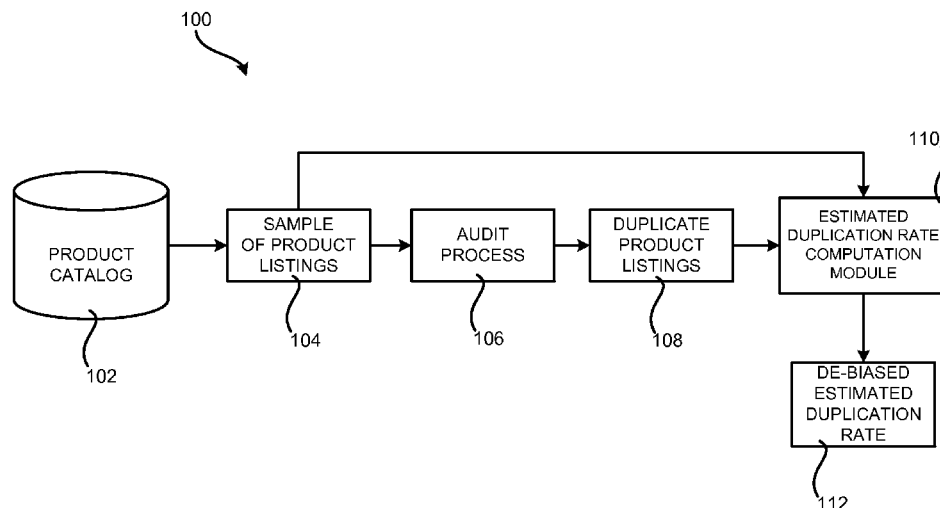 100
110
PRODUCT
CATALOG
SAMPLE
OF PRODUCT
LISTINGS
AUDIT
PROCESS
DUPLICATE
PRODUCT
LISTINGS
ESTIMATED
DUPLICATION RATE
COMPUTATION
MODULE
102
104
106
108
DE-BIASED
ESTIMATED
DUPLICATION
RATE
112